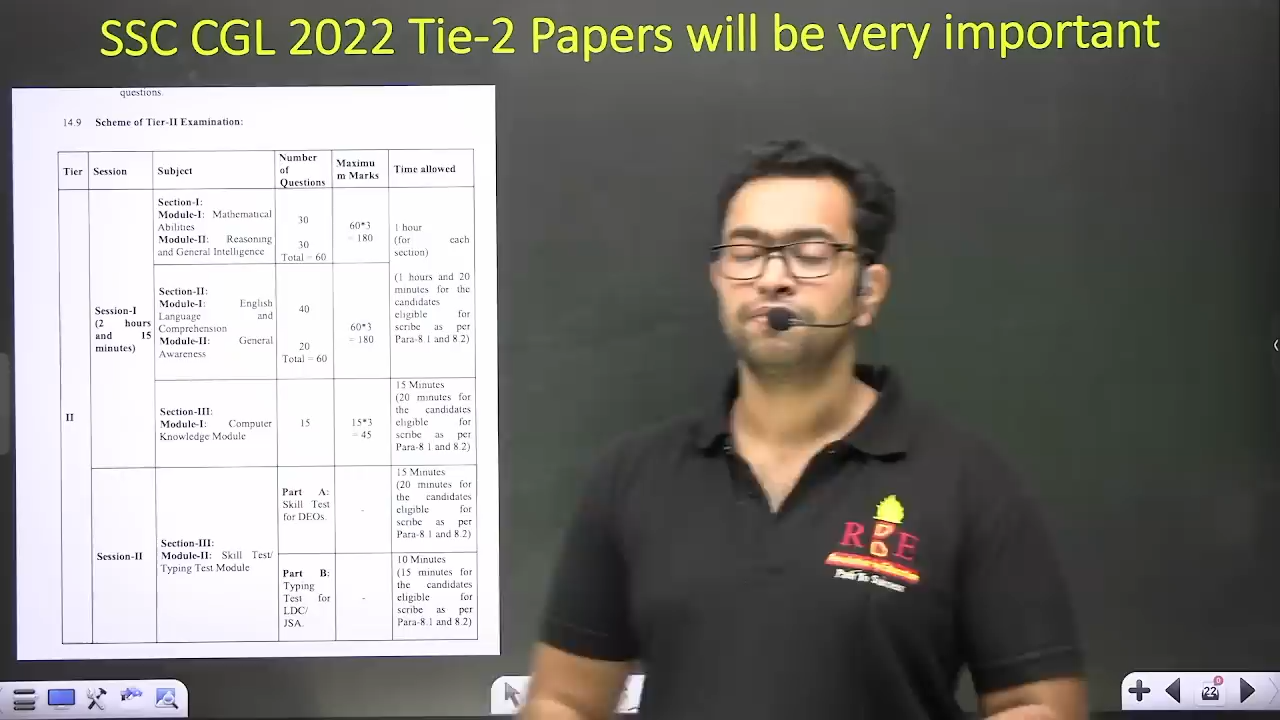 SSC CGL 2022 Tie-2 Papers will be very important
questions.
14.9 Scheme of Tier-II Examination:
Tier
Session
Subject
Number
of
Questions
Maximu
m Marks
Time allowed
II
Session-I
(2 hours
and 15
minutes)
Section-I:
Module-I: Mathematical
Abilities
Module-II: Reasoning
and General Intelligence
30
30
Total = 60
60*3
= 180
1 hour
(for each
section)
(1 hours and 20
minutes for the
candidates
eligible for
scribe as per
Para-8.1 and 8.2)
Section-II:
Module-I: English
Language and
Comprehension
Module-II: General
Awareness
40
20
Total = 60
60*3
= 180
Section-III:
Module-I: Computer
Knowledge Module
15
15*3
= 45
15 Minutes
(20 minutes for
the candidates
eligible for
scribe as per
Para-8.1 and 8.2)
Session-II
Section-III:
Module-II: Skill Test/
Typing Test Module
Part A:
Skill Test
for DEOs.
-
15 Minutes
(20 minutes for
the candidates
eligible for
scribe as per
Para-8.1 and 8.2)
Part B:
Typing
Test for
LDC/
JSA.
-
10 Minutes
(15 minutes for
the candidates
eligible for
scribe as per
Para-8.1 and 8.2)
RBE
Path To Success
22
0